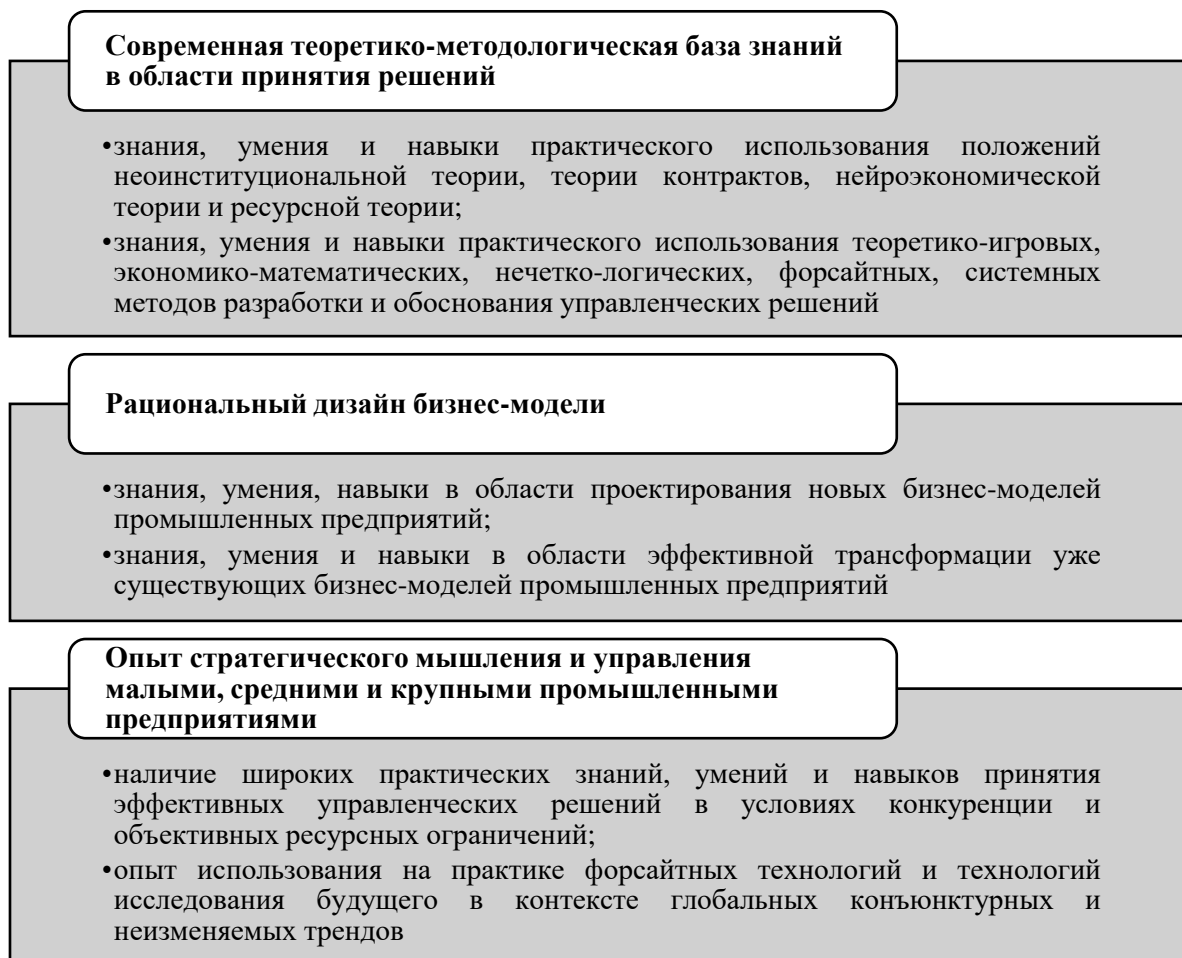 Современная теоретико-методологическая база знаний
в области принятия решений
•знания, умения и навыки практического использования положений
неоинституциональной теории, теории контрактов, нейроэкономической
теории и ресурсной теории;
•знания, умения и навыки практического использования теоретико-игровых,
экономико-математических, нечетко-логических, форсайтных, системных
методов разработки и обоснования управленческих решений
Рациональный дизайн бизнес-модели
•знания, умения, навыки в области проектирования новых бизнес-моделей
промышленных предприятий;
•знания, умения и навыки в области эффективной трансформации уже
существующих бизнес-моделей промышленных предприятий
Опыт стратегического мышления и управления
малыми, средними и крупными промышленными
предприятиями
•наличие широких практических знаний, умений и навыков принятия
эффективных управленческих решений в условиях конкуренции и
объективных ресурсных ограничений;
•опыт использования на практике форсайтных технологий и технологий
исследования будущего в контексте глобальных конъюнктурных и
неизменяемых трендов